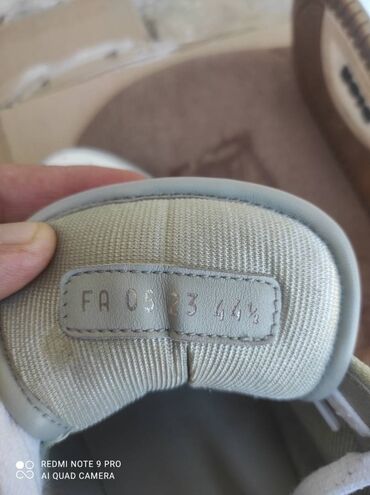 FA 05 23 44½
REDMI NOTE 9 PRO
AI QUAD CAMERA